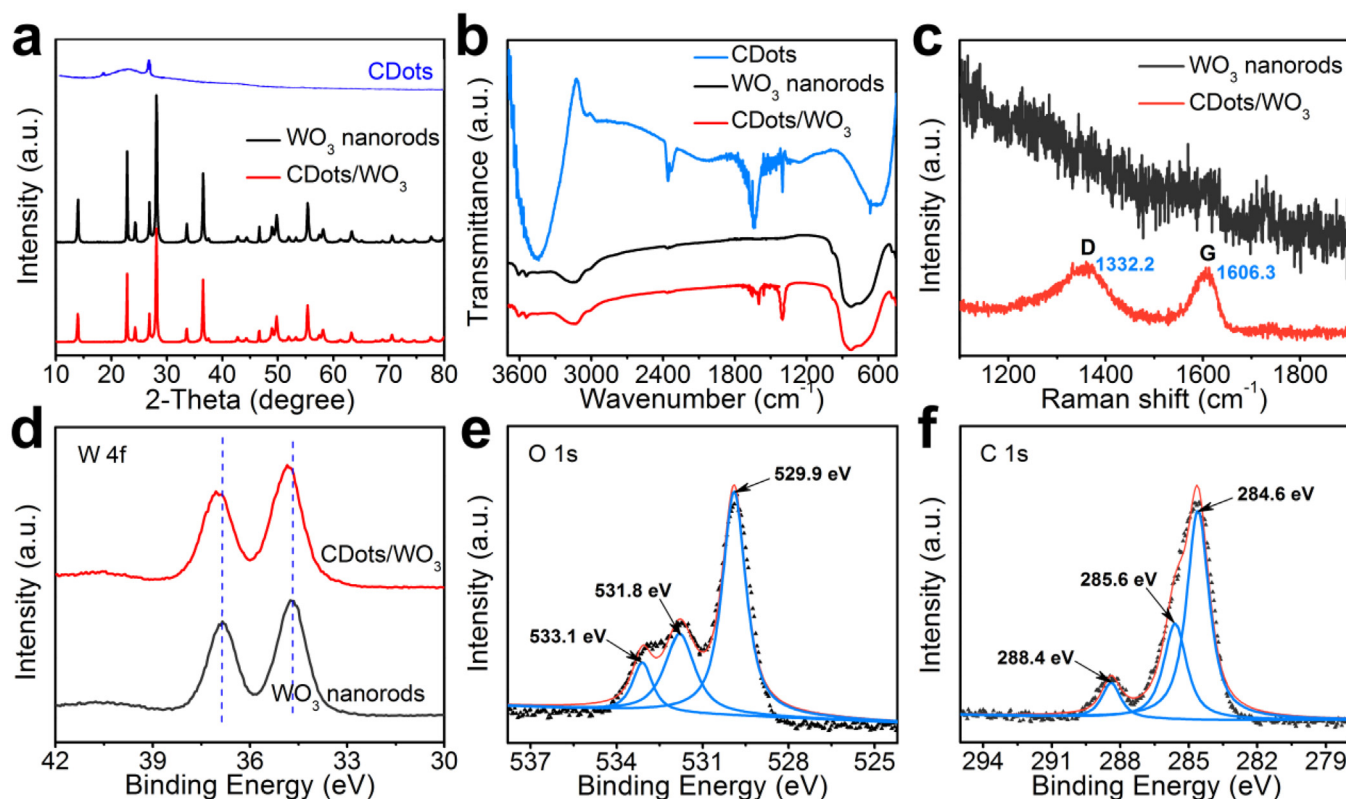 a
CDots
WO3 nanorods
CDots/WO3
Intensity (a.u.)
10 20 30 40 50 60 70 80
2-Theta (degree)
b
CDots
WO3 nanorods
CDots/WO3
Transmittance (a.u.)
3600 3000 2400 1800 1200 600
Wavenumber (cm-1)
c
WO3 nanorods
CDots/WO3
D
1332.2
G
1606.3
Intensity (a.u.)
1200 1400 1600 1800
Raman shift (cm-1)
d
W 4f
CDots/WO3
WO3 nanorods
Intensity (a.u.)
42 39 36 33 30
Binding Energy (eV)
e
O 1s
529.9 eV
531.8 eV
533.1 eV
Intensity (a.u.)
537 534 531 528 525
Binding Energy (eV)
f
C 1s
284.6 eV
285.6 eV
288.4 eV
Intensity (a.u.)
294 291 288 285 282 279
Binding Energy (eV)